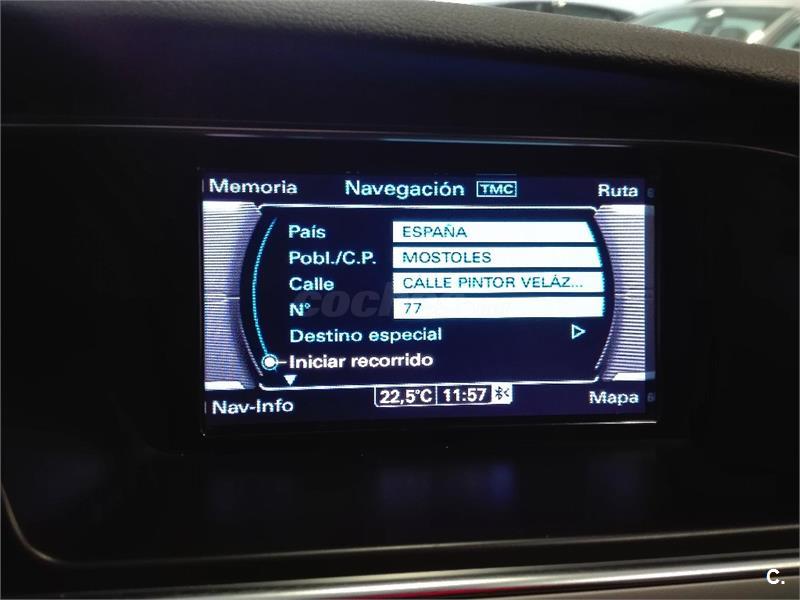 Memoria Navegación TMC Ruta
País ESPAÑA
Pobl./C.P. MOSTOLES
Calle CALLE PINTOR VELÁZ...
N° 77
Destino especial
Iniciar recorrido
Nav-Info 22,5°C 11:57 Mapa
C.